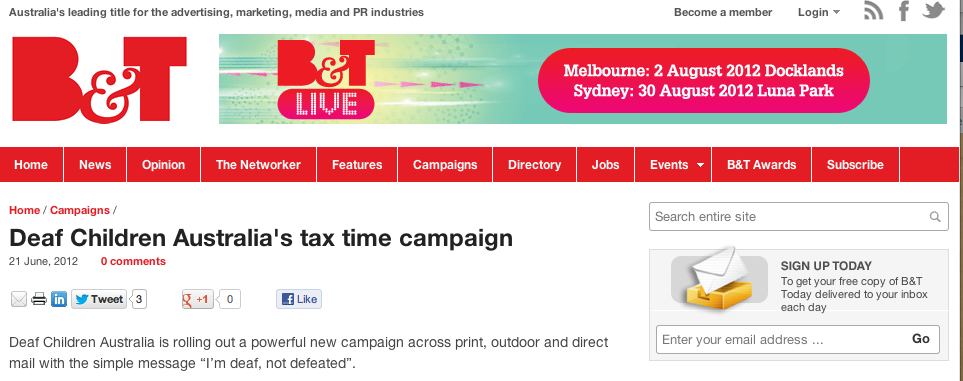 Australia's leading title for the advertising, marketing, media and PR industries
Become a member Login
B&T
B&T
LIVE
Melbourne: 2 August 2012 Docklands
Sydney: 30 August 2012 Luna Park
Home News Opinion The Networker Features Campaigns Directory Jobs Events B&T Awards Subscribe
Home / Campaigns /
Deaf Children Australia's tax time campaign
21 June, 2012 0 comments
in Tweet 3 g +1 0 f Like
Deaf Children Australia is rolling out a powerful new campaign across print, outdoor and direct
mail with the simple message “I’m deaf, not defeated”.
Search entire site
SIGN UP TODAY
To get your free copy of B&T
Today delivered to your inbox
each day
Enter your email address ... Go